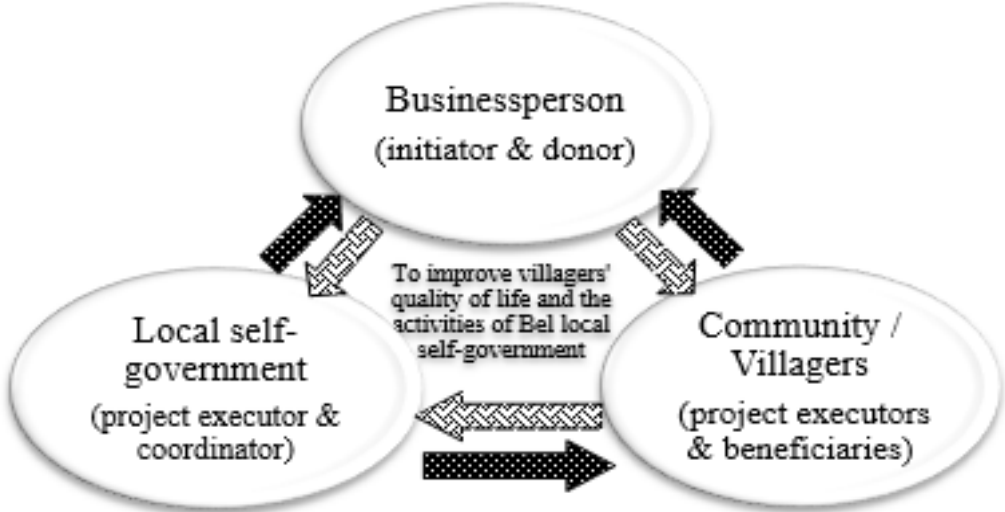 Businessperson
(initiator & donor)
To improve villagers'
quality of life and the
activities of Bel local
self-government
Local self-
government
(project executor &
coordinator)
Community /
Villagers
(project executors
& beneficiaries)